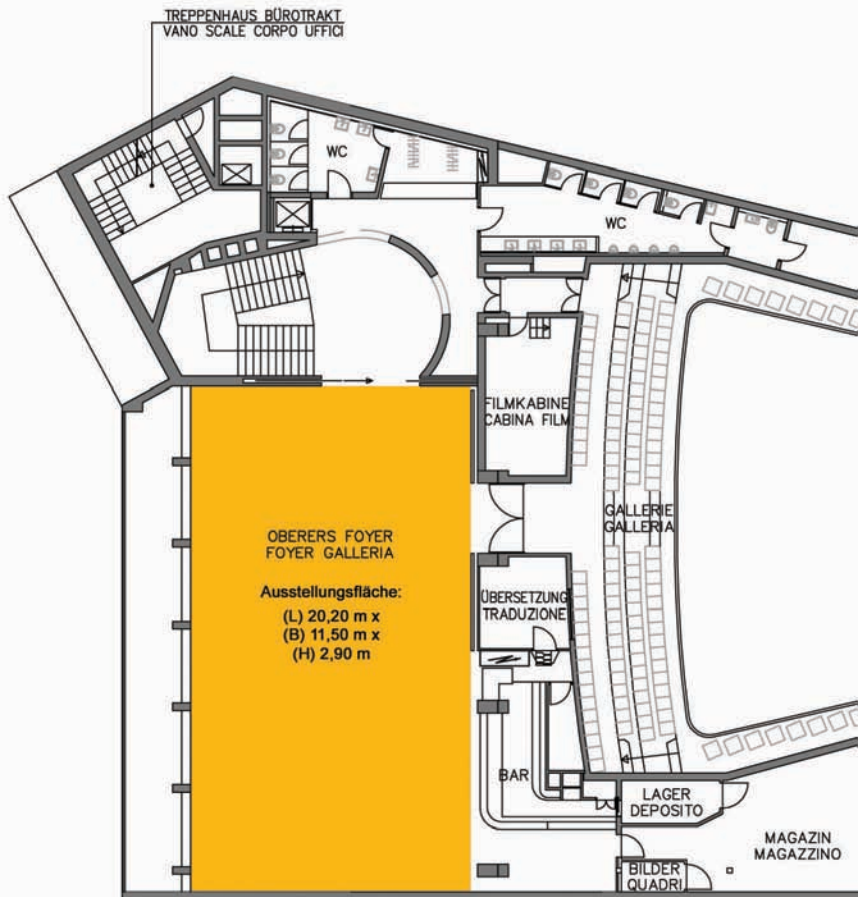 TREPPENHAUS BÜROTRAKT
VANO SCALE CORPO UFFICI
WC
WC
FILMKABINE
CABINA FILM
GALLERIE
GALLERIA
OBERERS FOYER
FOYER GALLERIA
Ausstellungsfläche:
(L) 20,20 m x
(B) 11,50 m x
(H) 2,90 m
ÜBERSETZUNG
TRADUZIONE
BAR
LAGER
DEPOSITO
MAGAZIN
MAGAZZINO
BILDER
QUADRI